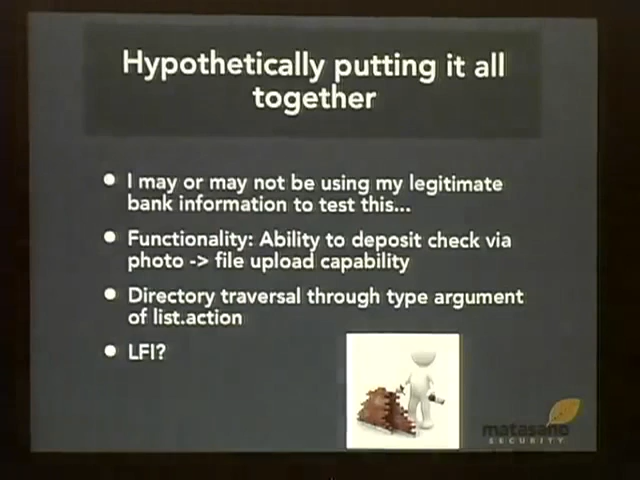 Hypothetically putting it all
together
I may or may not be using my legitimate
bank information to test this...
Functionality: Ability to deposit check via
photo -> file upload capability
Directory traversal through type argument
of list.action
LFI?
matasano
SECURITY